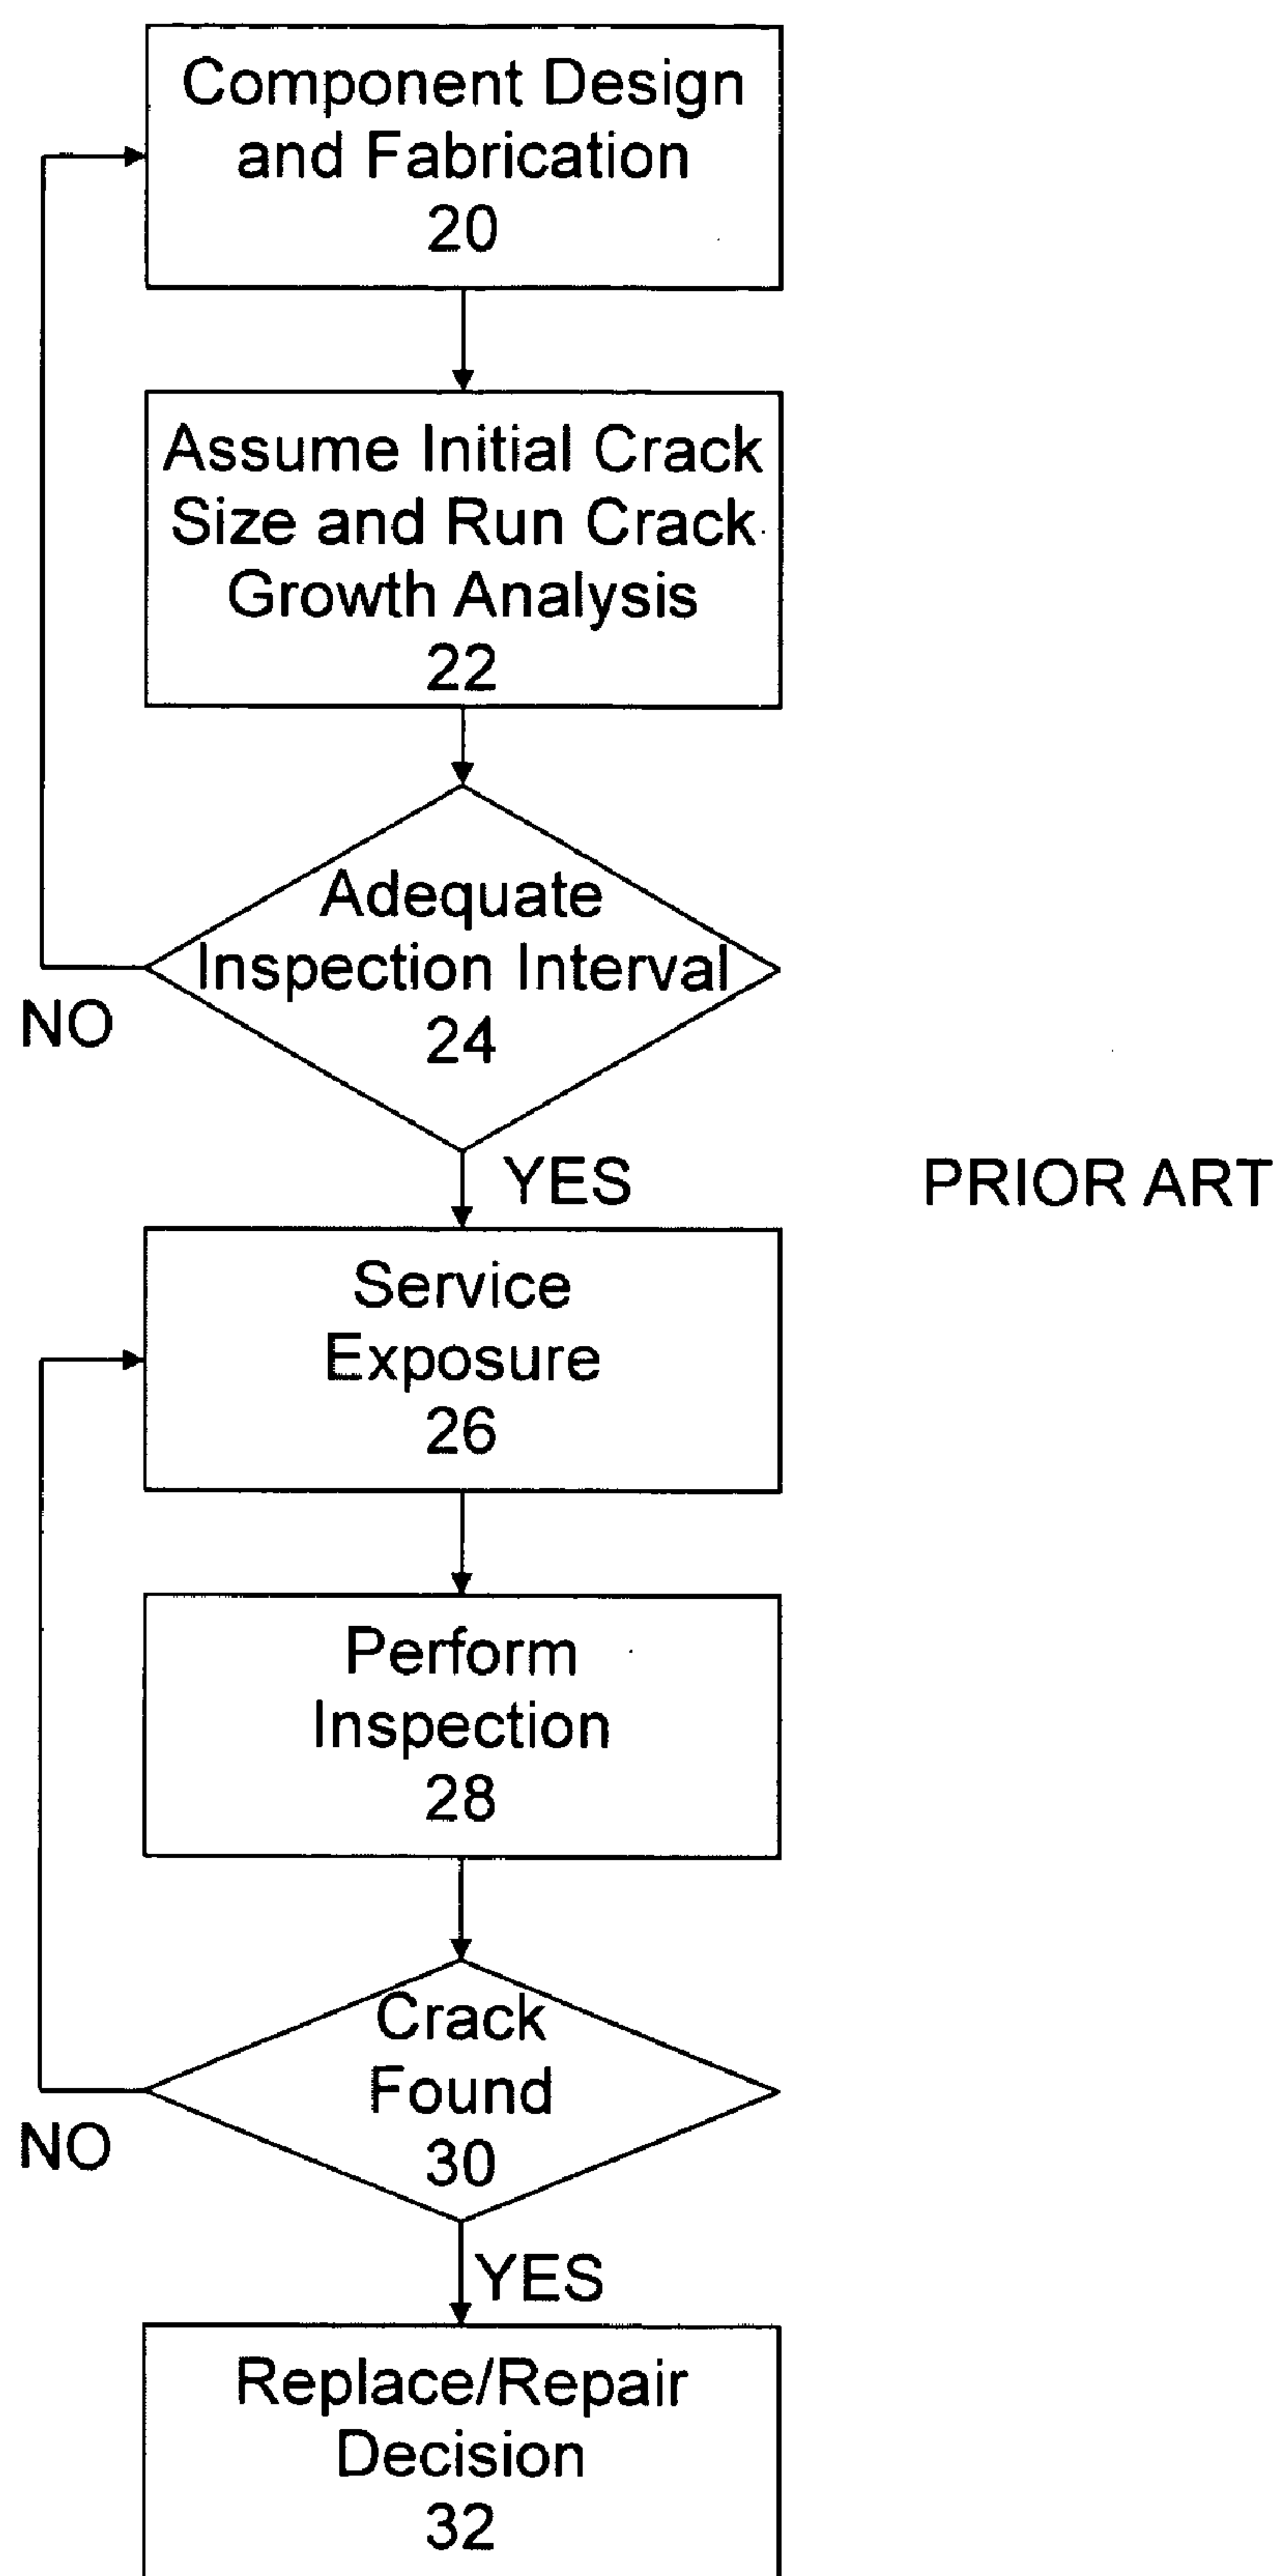 Component Design
and Fabrication
20
Assume Initial Crack
Size and Run Crack
Growth Analysis
22
Adequate
Inspection Interval
24
NO
YES
PRIOR ART
Service
Exposure
26
Perform
Inspection
28
Crack
Found
30
NO
YES
Replace/Repair
Decision
32